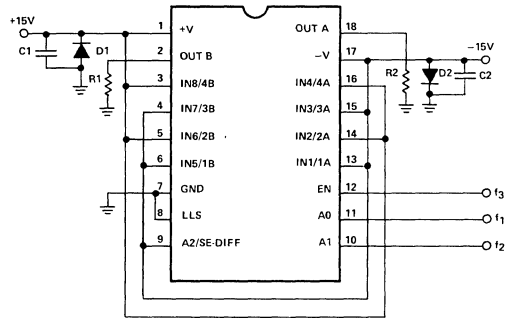 +15V
C1
D1
R1
1 +V
2 OUT B
3 IN8/4B
4 IN7/3B
5 IN6/2B
6 IN5/1B
7 GND
8 LLS
9 A2/SE-DIFF
OUT A 18
-V 17
IN4/4A 16
IN3/3A 15
IN2/2A 14
IN1/1A 13
EN 12
A0 11
A1 10
R2
D2
C2
-15V
f3
f1
f2